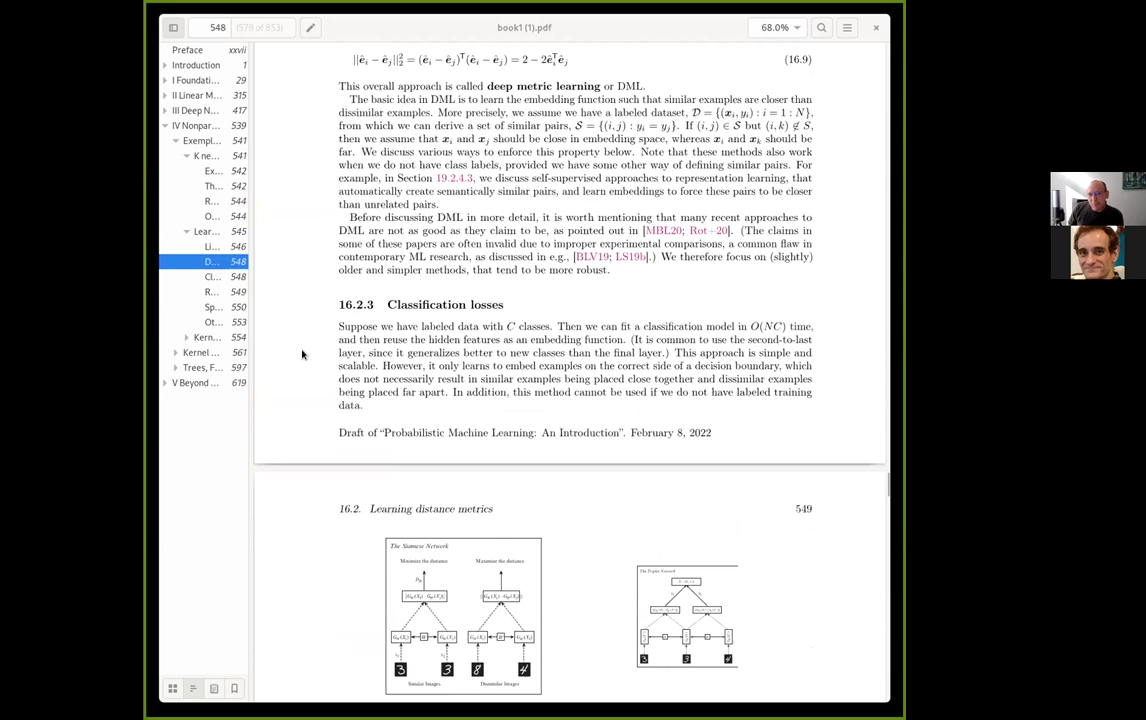 548 (579 of 853) book1 (1).pdf 68.0%
Preface xxvii
Introduction 1
I Foundati... 29
II Linear M... 315
III Deep N... 417
IV Nonpar... 539
Exempl... 541
K ne... 541
Ex... 542
Th... 542
R... 544
O... 544
Lear... 545
Li... 546
D... 548
Cl... 548
R... 549
Sp... 550
Ot... 553
Kern... 554
Kernel ... 561
Trees, F... 597
V Beyond ... 619
||ê_i − ê_j||²₂ = (ê_i − ê_j)ᵀ(ê_i − ê_j) = 2 − 2ê_iᵀê_j (16.9)
This overall approach is called deep metric learning or DML.
The basic idea in DML is to learn the embedding function such that similar examples are closer than
dissimilar examples. More precisely, we assume we have a labeled dataset, D = {(x_i, y_i) : i = 1 : N},
from which we can derive a set of similar pairs, S = {(i, j) : y_i = y_j}. If (i, j) ∈ S but (i, k) ∉ S,
then we assume that x_i and x_j should be close in embedding space, whereas x_i and x_k should be
far. We discuss various ways to enforce this property below. Note that these methods also work
when we do not have class labels, provided we have some other way of defining similar pairs. For
example, in Section 19.2.4.3, we discuss self-supervised approaches to representation learning, that
automatically create semantically similar pairs, and learn embeddings to force these pairs to be closer
than unrelated pairs.
Before discussing DML in more detail, it is worth mentioning that many recent approaches to
DML are not as good as they claim to be, as pointed out in [MBL20; Rot+20]. (The claims in
some of these papers are often invalid due to improper experimental comparisons, a common flaw in
contemporary ML research, as discussed in e.g., [BLV19; LS19b].) We therefore focus on (slightly)
older and simpler methods, that tend to be more robust.
16.2.3 Classification losses
Suppose we have labeled data with C classes. Then we can fit a classification model in O(NC) time,
and then reuse the hidden features as an embedding function. (It is common to use the second-to-last
layer, since it generalizes better to new classes than the final layer.) This approach is simple and
scalable. However, it only learns to embed examples on the correct side of a decision boundary, which
does not necessarily result in similar examples being placed close together and dissimilar examples
being placed far apart. In addition, this method cannot be used if we do not have labeled training
data.
Draft of “Probabilistic Machine Learning: An Introduction”. February 8, 2022
16.2. Learning distance metrics 549
The Siamese Network
Minimize the distance Maximize the distance
3 3 8 4
Similar Images Dissimilar Images
The Triplet Network
3 3 4